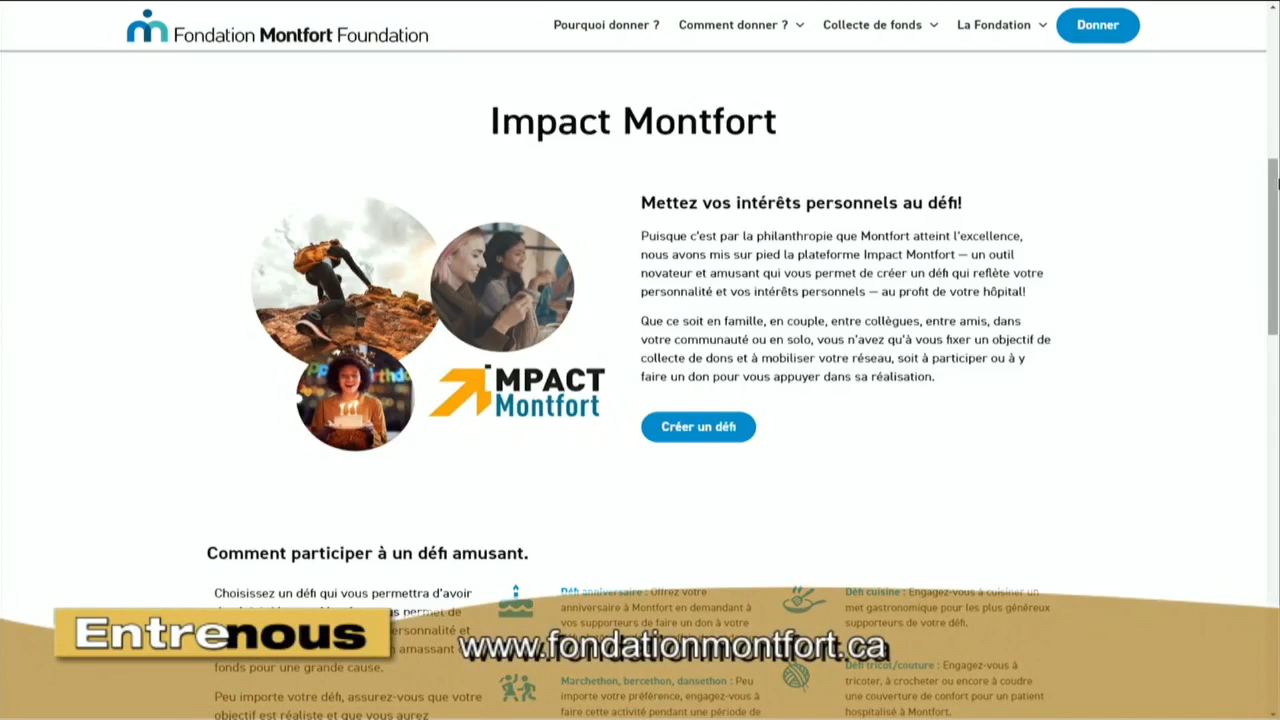 Fondation Montfort Foundation
Pourquoi donner ?
Comment donner ?
Collecte de fonds
La Fondation
Donner
Impact Montfort
Mettez vos intérêts personnels au défi!
Puisque c'est par la philanthropie que Montfort atteint l'excellence,
nous avons mis sur pied la plateforme Impact Montfort — un outil
novateur et amusant qui vous permet de créer un défi qui reflète votre
personnalité et vos intérêts personnels — au profit de votre hôpital!
Que ce soit en famille, en couple, entre collègues, entre amis, dans
votre communauté ou en solo, vous n'avez qu'à vous fixer un objectif de
collecte de dons et à mobiliser votre réseau, soit à participer ou à y
faire un don pour vous appuyer dans sa réalisation.
Créer un défi
iMPACT
Montfort
Comment participer à un défi amusant.
Choisissez un défi qui vous permettra d'avoir
permet de
personnalité et
amassant
fonds pour une grande cause.
Peu importe votre défi, assurez-vous que votre
objectif est réaliste et que vous aurez
Défi anniversaire : Offrez votre
anniversaire à Montfort en demandant à
vos supporters de faire un don à votre
Marchethon, bercethon, dansethon : Peu
importe votre préférence, engagez-vous à
faire cette activité pendant une période de
Défi cuisine : Engagez-vous à cuisiner un
met gastronomique pour les plus généreux
supporteurs de votre défi.
Défi tricot/couture : Engagez-vous à
tricoter, à crocheter ou encore à coudre
une couverture de confort pour un patient
hospitalisé à Montfort.
Entrenous
www.fondationmontfort.ca